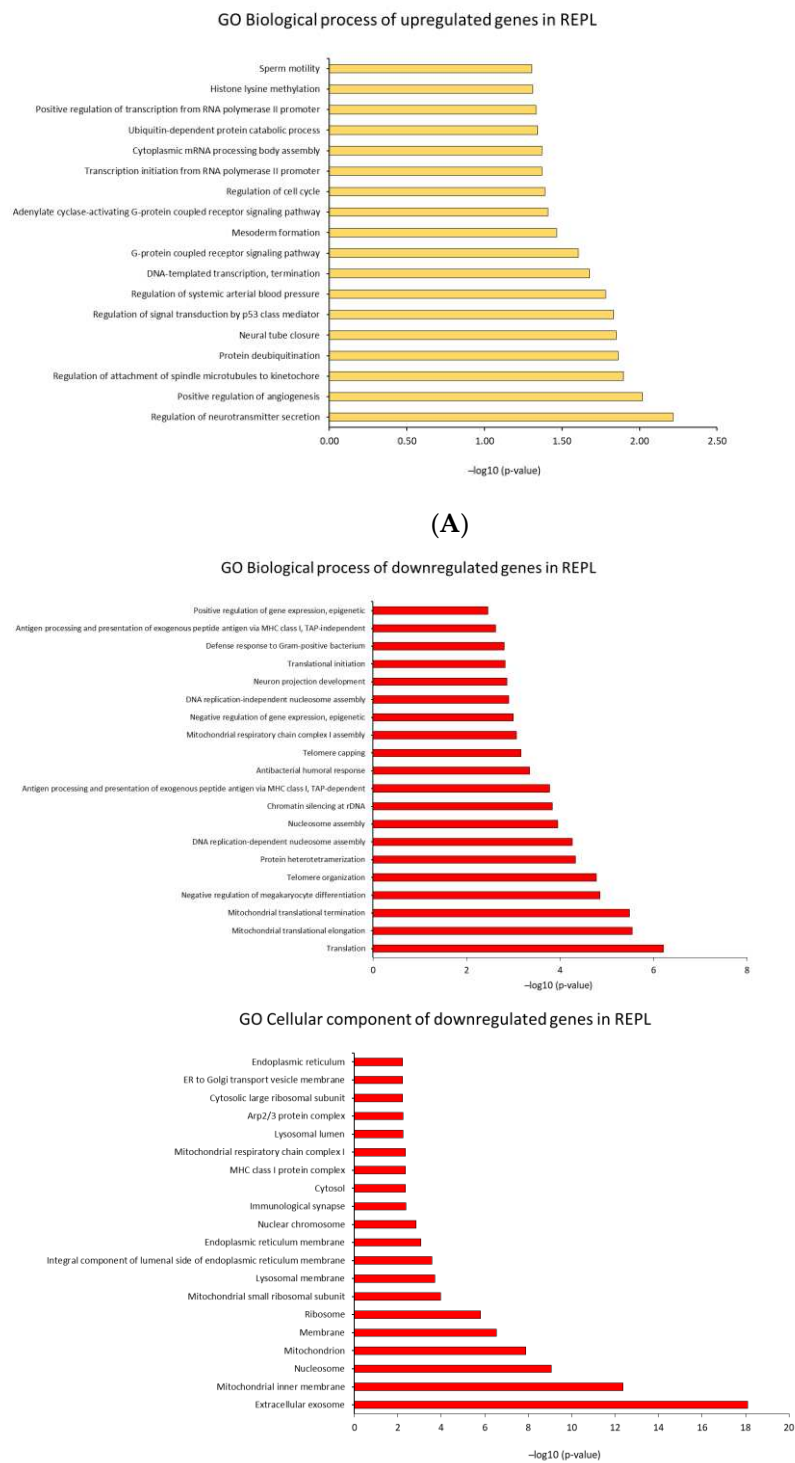 GO Biological process of upregulated genes in REPL
Sperm motility
Histone lysine methylation
Positive regulation of transcription from RNA polymerase II promoter
Ubiquitin-dependent protein catabolic process
Cytoplasmic mRNA processing body assembly
Transcription initiation from RNA polymerase II promoter
Regulation of cell cycle
Adenylate cyclase-activating G-protein coupled receptor signaling pathway
Mesoderm formation
G-protein coupled receptor signaling pathway
DNA-templated transcription, termination
Regulation of systemic arterial blood pressure
Regulation of signal transduction by p53 class mediator
Neural tube closure
Protein deubiquitination
Regulation of attachment of spindle microtubules to kinetochore
Positive regulation of angiogenesis
Regulation of neurotransmitter secretion
0.00 0.50 1.00 1.50 2.00 2.50
–log10 (p-value)
(A)
GO Biological process of downregulated genes in REPL
Positive regulation of gene expression, epigenetic
Antigen processing and presentation of exogenous peptide antigen via MHC class I, TAP-independent
Defense response to Gram-positive bacterium
Translational initiation
Neuron projection development
DNA replication-independent nucleosome assembly
Negative regulation of gene expression, epigenetic
Mitochondrial respiratory chain complex I assembly
Telomere capping
Antibacterial humoral response
Antigen processing and presentation of exogenous peptide antigen via MHC class I, TAP-dependent
Chromatin silencing at rDNA
Nucleosome assembly
DNA replication-dependent nucleosome assembly
Protein heterotetramerization
Telomere organization
Negative regulation of megakaryocyte differentiation
Mitochondrial translational termination
Mitochondrial translational elongation
Translation
0 2 4 6 8
–log10 (p-value)
GO Cellular component of downregulated genes in REPL
Endoplasmic reticulum
ER to Golgi transport vesicle membrane
Cytosolic large ribosomal subunit
Arp2/3 protein complex
Lysosomal lumen
Mitochondrial respiratory chain complex I
MHC class I protein complex
Cytosol
Immunological synapse
Nuclear chromosome
Endoplasmic reticulum membrane
Integral component of lumenal side of endoplasmic reticulum membrane
Lysosomal membrane
Mitochondrial small ribosomal subunit
Ribosome
Membrane
Mitochondrion
Nucleosome
Mitochondrial inner membrane
Extracellular exosome
0 2 4 6 8 10 12 14 16 18 20
–log10 (p-value)